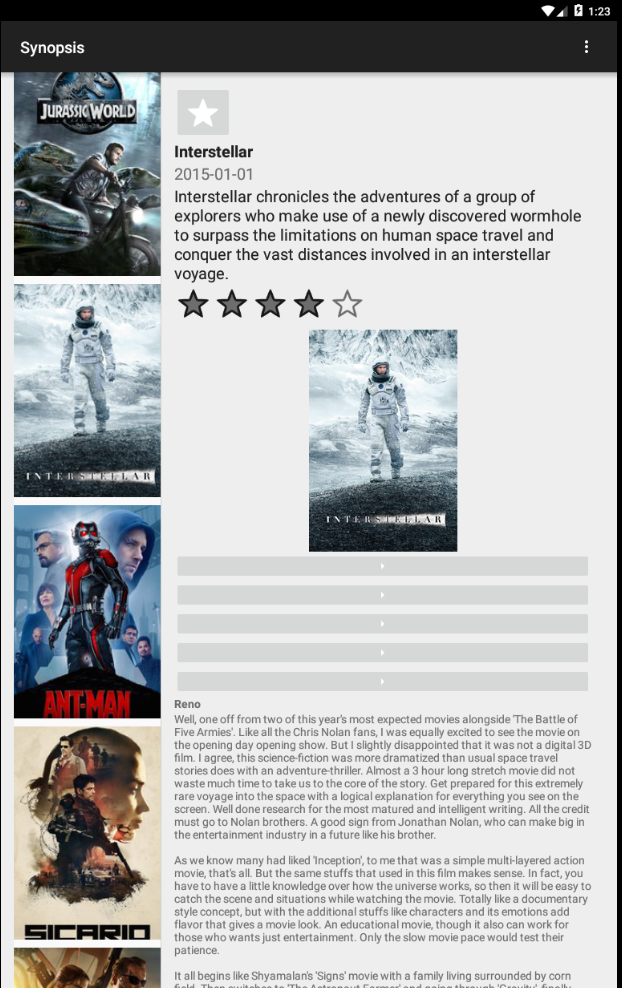 1:23
Synopsis
JURASSIC WORLD
INTERSTELLAR
ANT-MAN
SICARIO
Interstellar
2015-01-01
Interstellar chronicles the adventures of a group of
explorers who make use of a newly discovered wormhole
to surpass the limitations on human space travel and
conquer the vast distances involved in an interstellar
voyage.
INTERSTELLAR
Reno
Well, one off from two of this year's most expected movies alongside 'The Battle of
Five Armies'. Like all the Chris Nolan fans, I was equally excited to see the movie on
the opening day opening show. But I slightly disappointed that it was not a digital 3D
film. I agree, this science-fiction was more dramatized than usual space travel
stories does with an adventure-thriller. Almost a 3 hour long stretch movie did not
waste much time to take us to the core of the story. Get prepared for this extremely
rare voyage into the space with a logical explanation for everything you see on the
screen. Well done research for the most matured and intelligent writing. All the credit
must go to Nolan brothers. A good sign from Jonathan Nolan, who can make big in
the entertainment industry in a future like his brother.
As we know many had liked 'Inception', to me that was a simple multi-layered action
movie, that's all. But the same stuffs that used in this film makes sense. In fact, you
have to have a little knowledge over how the universe works, so then it will be easy to
catch the scene and situations while watching the movie. Totally like a documentary
style concept, but with the additional stuffs like characters and its emotions add
flavor that gives a movie look. An educational movie, though it also can work for
those who wants just entertainment. Only the slow movie pace would test their
patience.
It all begins like Shyamalan's 'Signs' movie with a family living surrounded by corn
field. Then switches to 'The Astronaut Farmer' and going through 'Gravity', finally